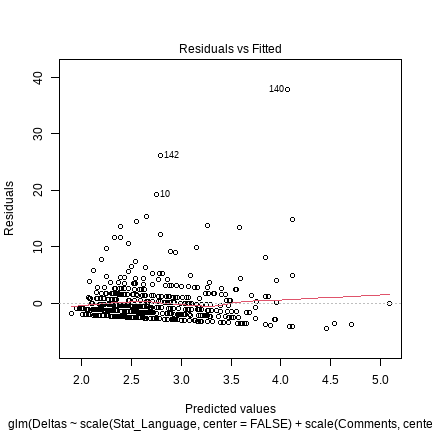 Residuals vs Fitted
40
30
20
10
0
Residuals
140
142
10
2.0 2.5 3.0 3.5 4.0 4.5 5.0
Predicted values
glm(Deltas ~ scale(Stat_Language, center = FALSE) + scale(Comments, cente